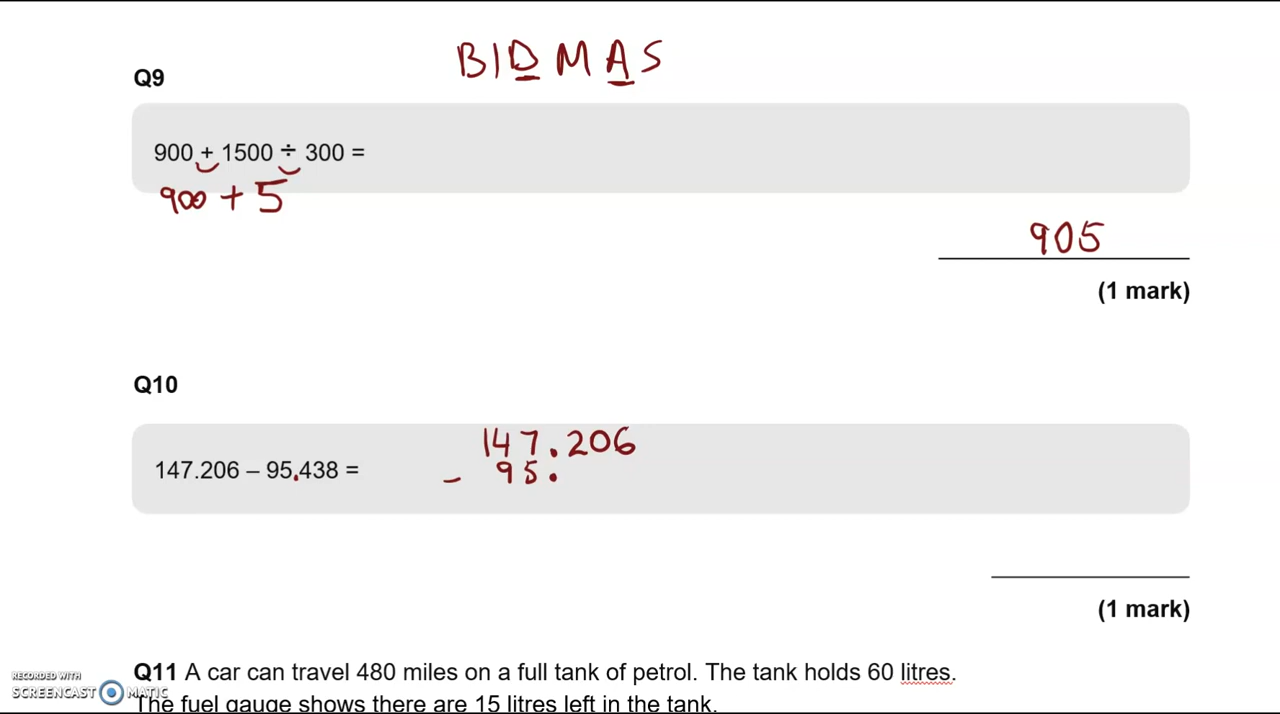 BIDMAS
Q9
900 + 1500 ÷ 300 =
900 + 5
905
(1 mark)
Q10
147.206
147.206 – 95.438 =
- 95.
(1 mark)
Q11 A car can travel 480 miles on a full tank of petrol. The tank holds 60 litres.
RECORDED WITH
SCREENCAST MATIC
The fuel gauge shows there are 15 litres left in the tank.